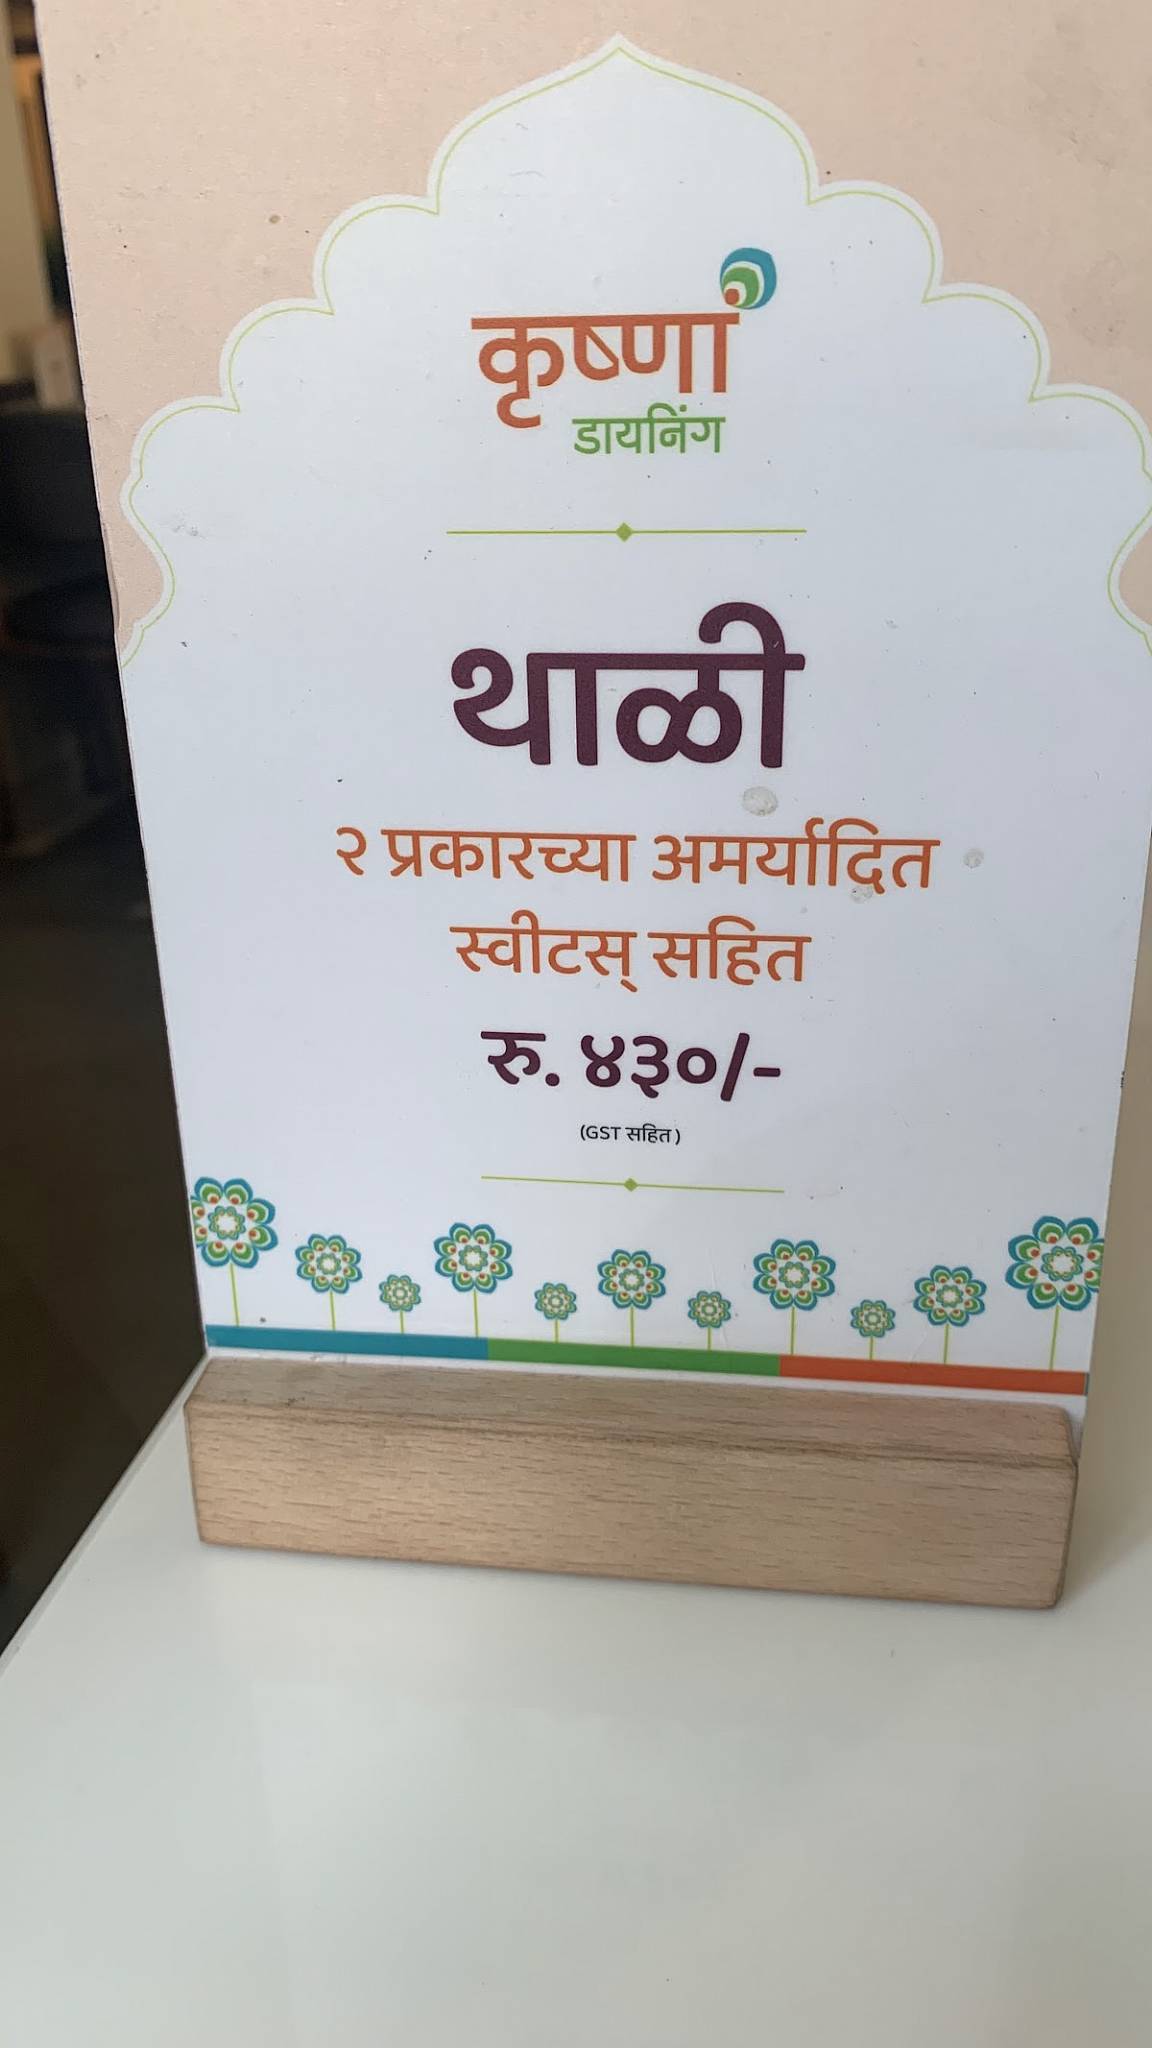 कृष्णा
डायनिंग
थाळी
२ प्रकारच्या अमर्यादित
स्वीटस् सहित
रु. ४३०/-
(GST सहित)